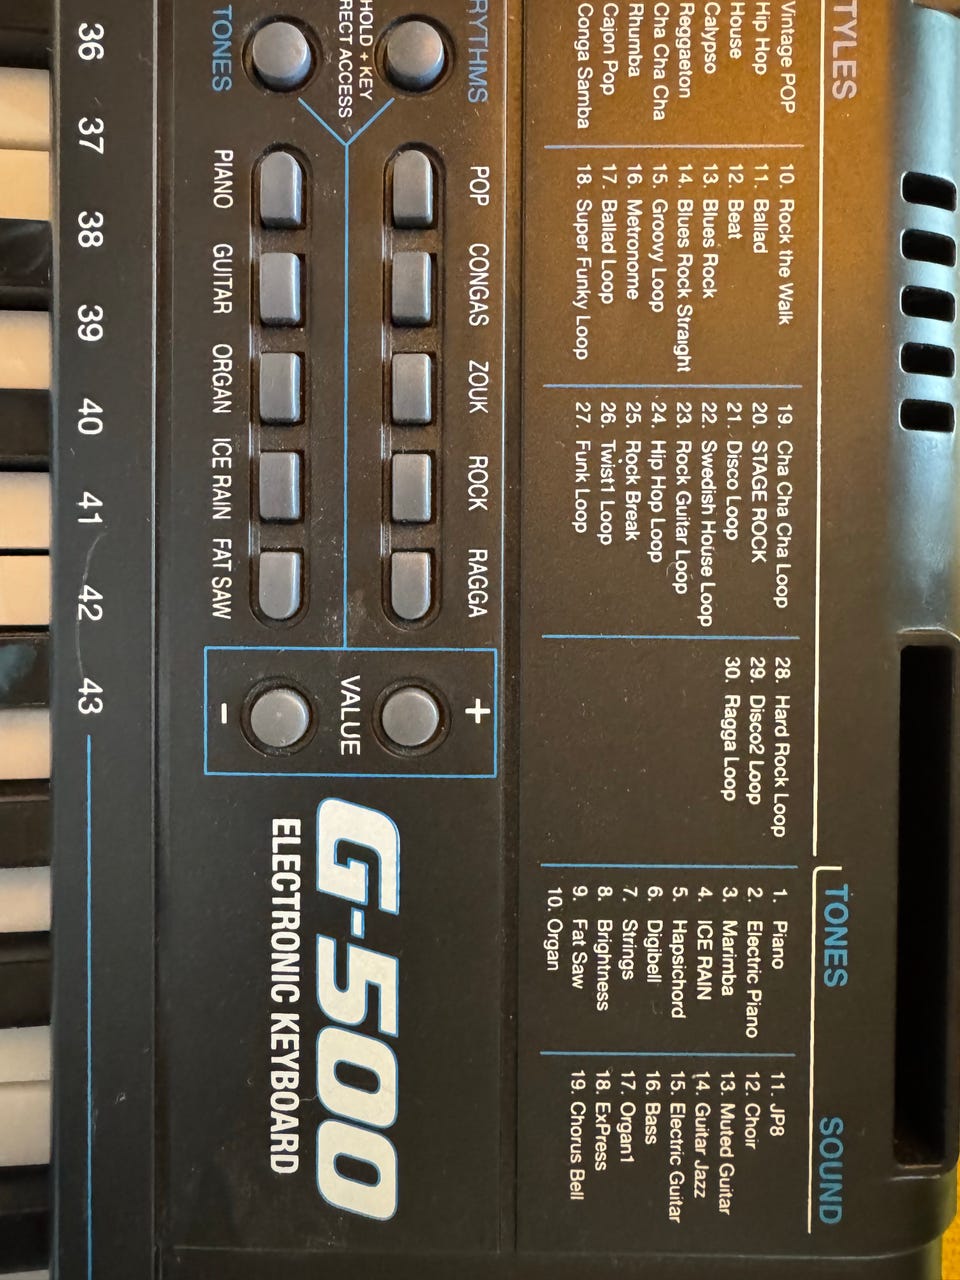 TYLES
Vintage POP
Hip Hop
House
Calypso
Reggaeton
Cha Cha Cha
Rhumba
Cajon Pop
Conga Samba
10. Rock the Walk
11. Ballad
12. Beat
13. Blues Rock
14. Blues Rock Straight
15. Groovy Loop
16. Metronome
17. Ballad Loop
18. Super Funky Loop
19. Cha Cha Cha Loop
20. STAGE ROCK
21. Disco Loop
22. Swedish House Loop
23. Rock Guitar Loop
24. Hip Hop Loop
25. Rock Break
26. Twist1 Loop
27. Funk Loop
28. Hard Rock Loop
29. Disco2 Loop
30. Ragga Loop
TONES SOUND
1. Piano
2. Electric Piano
3. Marimba
4. ICE RAIN
5. Hapsichord
6. Digibell
7. Strings
8. Brightness
9. Fat Saw
10. Organ
11. JP8
12. Choir
13. Muted Guitar
14. Guitar Jazz
15. Electric Guitar
16. Bass
17. Organ1
18. ExPress
19. Chorus Bell
RYTHMS POP CONGAS ZOUK ROCK RAGGA +
HOLD + KEY
RECT ACCESS
VALUE
TONES PIANO GUITAR ORGAN ICE RAIN FAT SAW -
G-500
ELECTRONIC KEYBOARD
36 37 38 39 40 41 42 43